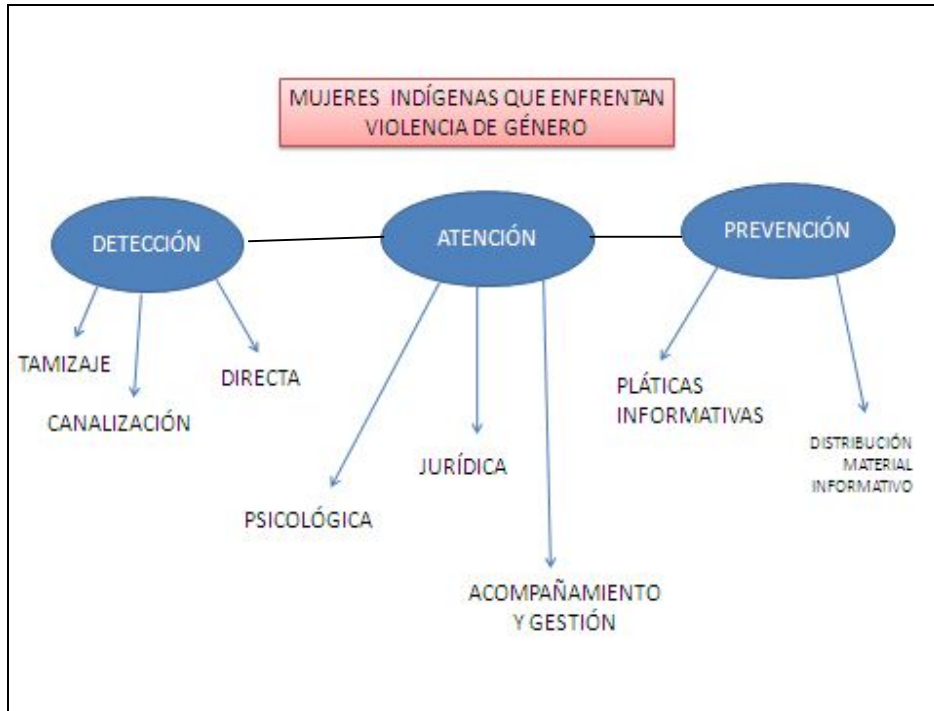 MUJERES INDÍGENAS QUE ENFRENTAN
VIOLENCIA DE GÉNERO
DETECCIÓN
ATENCIÓN
PREVENCIÓN
TAMIZAJE
CANALIZACIÓN
DIRECTA
PSICOLÓGICA
JURÍDICA
ACOMPAÑAMIENTO
Y GESTIÓN
PLÁTICAS
INFORMATIVAS
DISTRIBUCIÓN
MATERIAL
INFORMATIVO